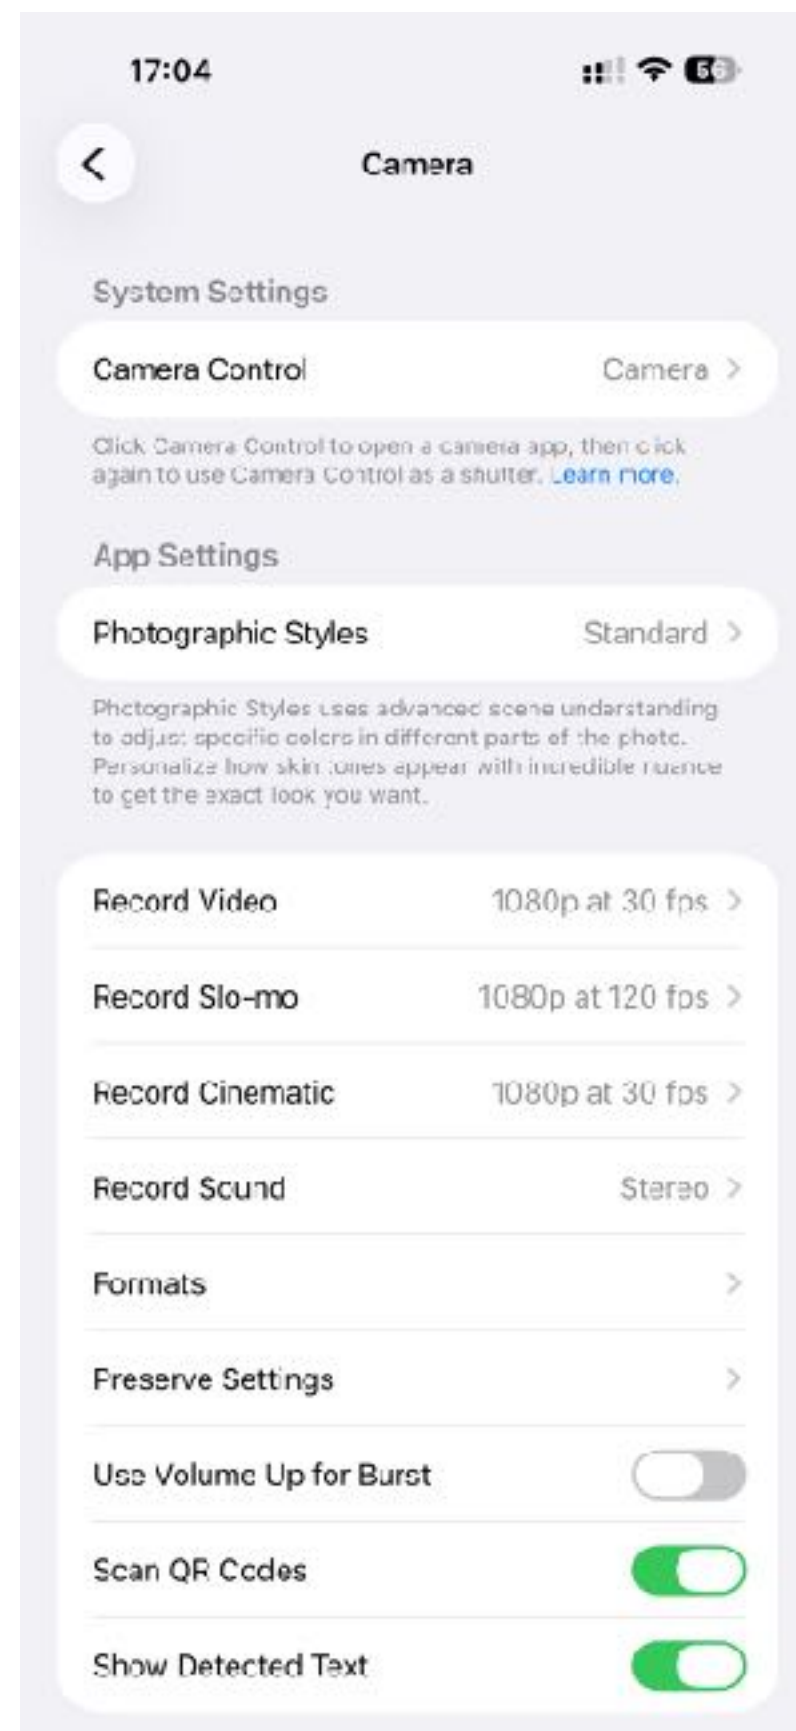 17:04
56
Camera
System Settings
Camera Control
Camera
Click Camera Control to open a camera app, then click
again to use Camera Control as a shutter. Learn more.
App Settings
Photographic Styles
Standard
Photographic Styles uses advanced scene understanding
to adjust specific colors in different parts of the photo.
Personalize how skin tones appear with incredible nuance
to get the exact look you want.
Record Video
1080p at 30 fps
Record Slo-mo
1080p at 120 fps
Record Cinematic
1080p at 30 fps
Record Sound
Stereo
Formats
Preserve Settings
Use Volume Up for Burst
Scan QR Codes
Show Detected Text